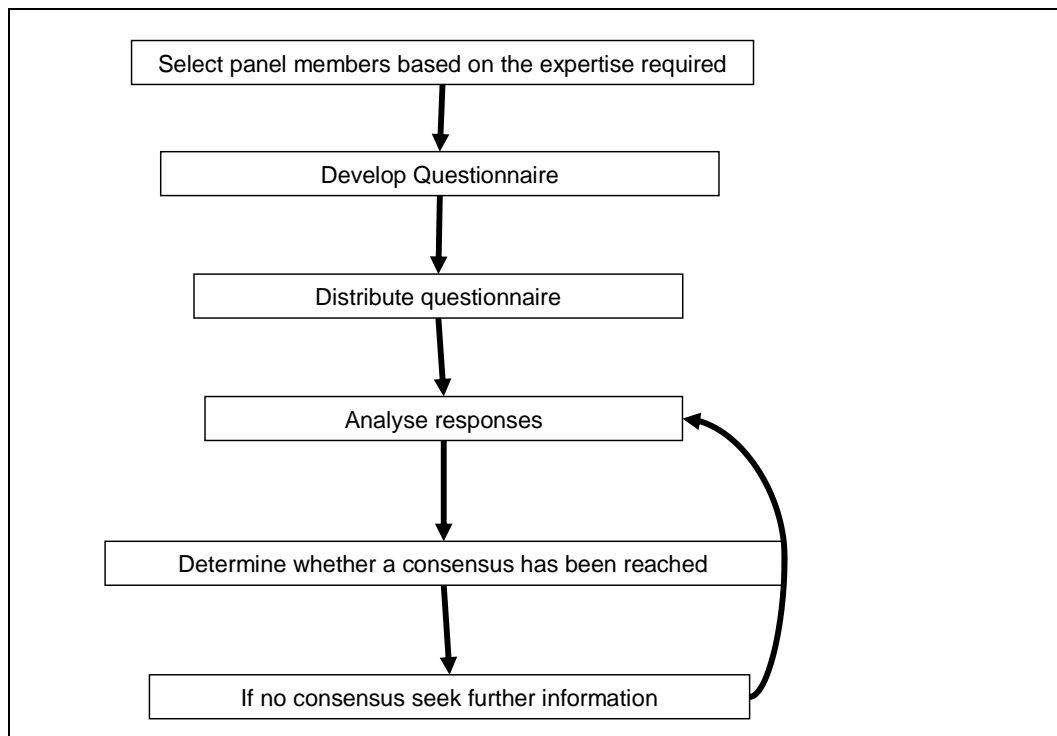 Select panel members based on the expertise required
Develop Questionnaire
Distribute questionnaire
Analyse responses
Determine whether a consensus has been reached
If no consensus seek further information